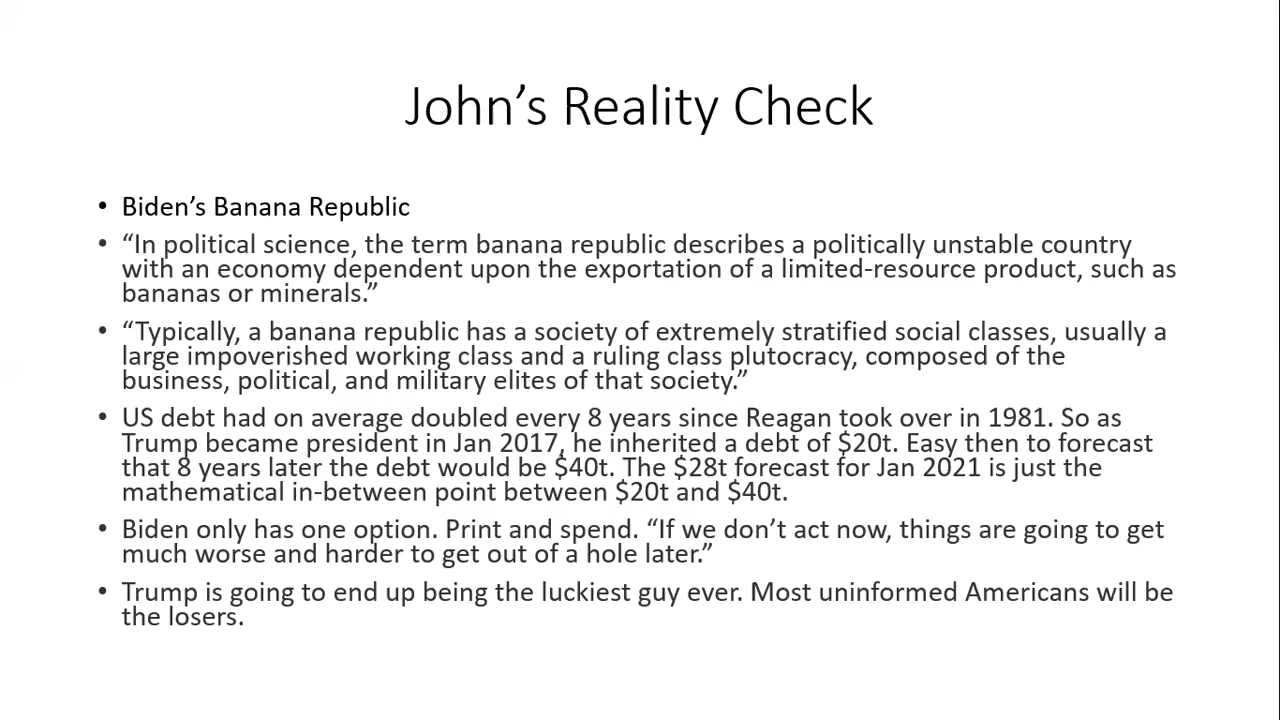 John’s Reality Check
• Biden’s Banana Republic
• “In political science, the term banana republic describes a politically unstable country
with an economy dependent upon the exportation of a limited-resource product, such as
bananas or minerals.”
• “Typically, a banana republic has a society of extremely stratified social classes, usually a
large impoverished working class and a ruling class plutocracy, composed of the
business, political, and military elites of that society.”
• US debt had on average doubled every 8 years since Reagan took over in 1981. So as
Trump became president in Jan 2017, he inherited a debt of $20t. Easy then to forecast
that 8 years later the debt would be $40t. The $28t forecast for Jan 2021 is just the
mathematical in-between point between $20t and $40t.
• Biden only has one option. Print and spend. “If we don’t act now, things are going to get
much worse and harder to get out of a hole later.”
• Trump is going to end up being the luckiest guy ever. Most uninformed Americans will be
the losers.